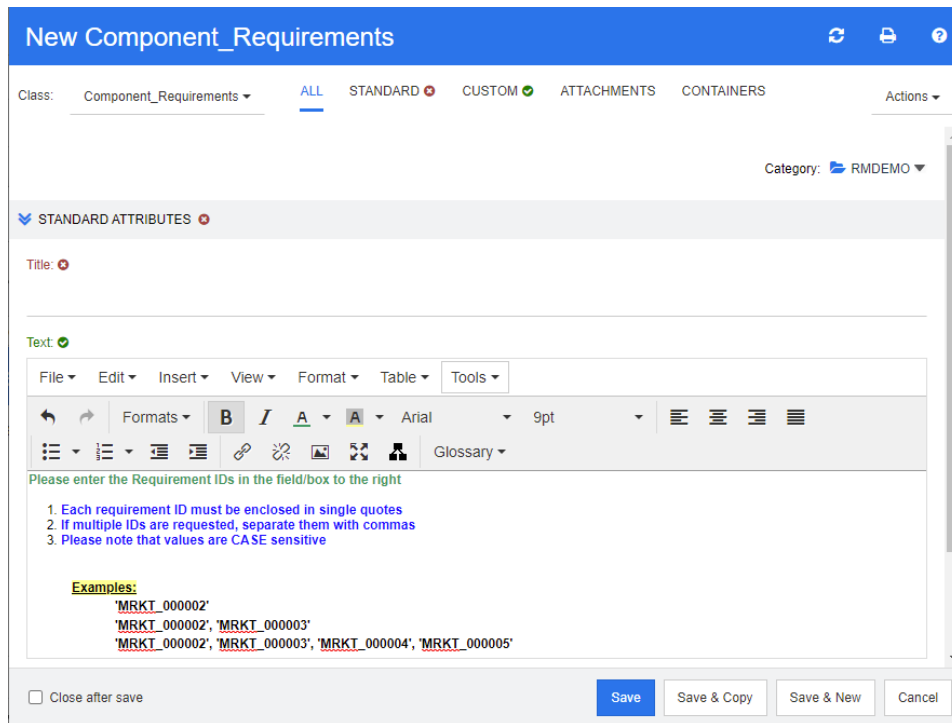 New Component_Requirements
Class: Component_Requirements ALL STANDARD CUSTOM ATTACHMENTS CONTAINERS Actions
Category: RMDEMO
STANDARD ATTRIBUTES
Title:
Text:
File Edit Insert View Format Table Tools
Formats B I A A Arial 9pt
Glossary
Please enter the Requirement IDs in the field/box to the right
1. Each requirement ID must be enclosed in single quotes
2. If multiple IDs are requested, separate them with commas
3. Please note that values are CASE sensitive
Examples:
'MRKT_000002'
'MRKT_000002', 'MRKT_000003'
'MRKT_000002', 'MRKT_000003', 'MRKT_000004', 'MRKT_000005'
Close after save Save Save & Copy Save & New Cancel